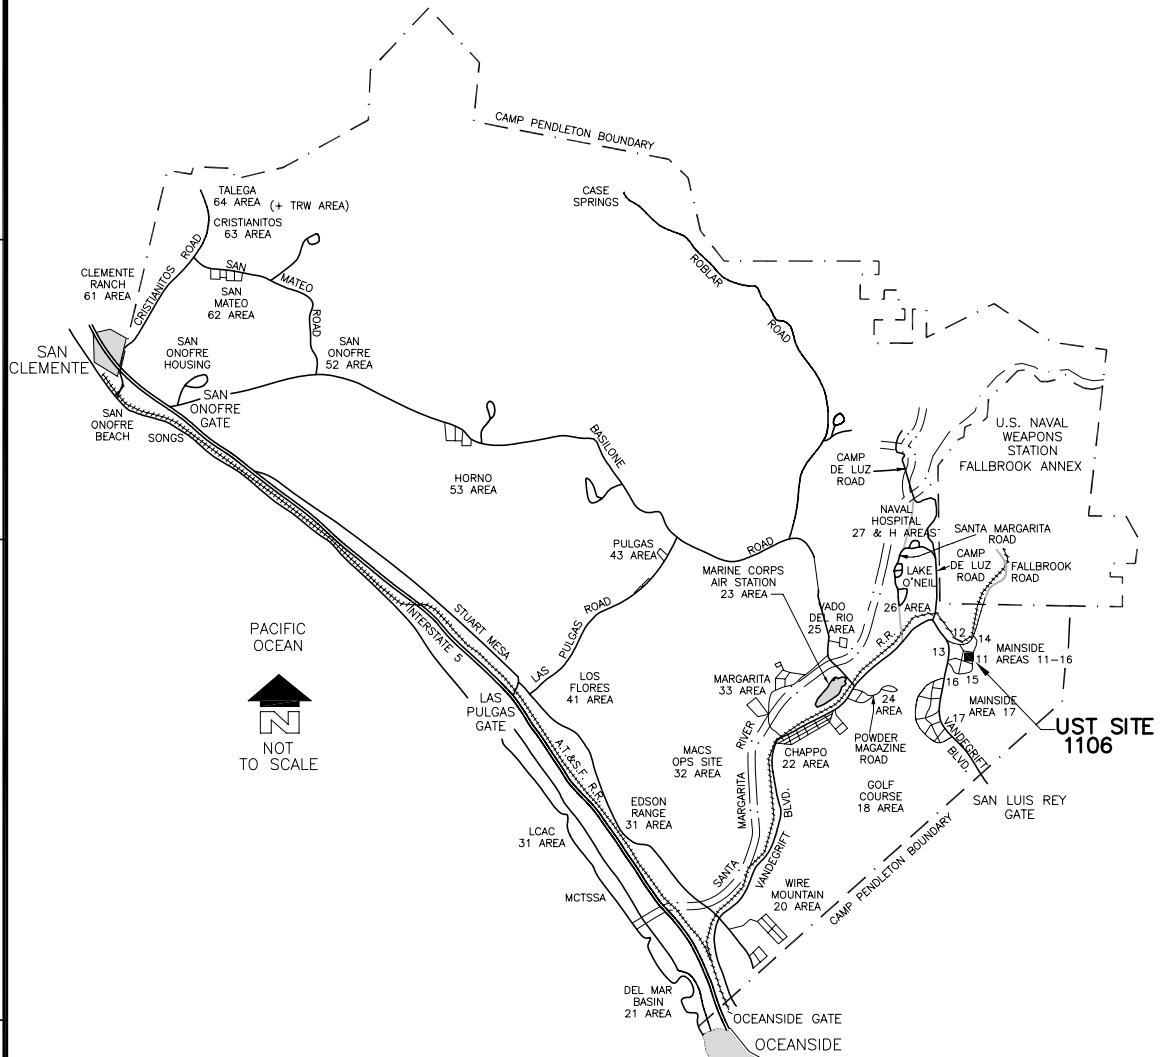 CAMP PENDLETON BOUNDARY
TALEGA
64 AREA
(+ TRW AREA)
CRISTIANITOS
63 AREA
CASE
SPRINGS
CLEMENTE
RANCH
61 AREA
CRISTIANITOS ROAD
SAN MATEO ROAD
SAN
MATEO
62 AREA
ROBLAR ROAD
SAN
CLEMENTE
SAN
ONOFRE
HOUSING
SAN
ONOFRE
52 AREA
SAN
ONOFRE
GATE
SAN
ONOFRE
BEACH
SONGS
BASILONE ROAD
HORNO
53 AREA
U.S. NAVAL
WEAPONS
STATION
FALLBROOK ANNEX
CAMP
DE LUZ
ROAD
NAVAL
HOSPITAL
27 & H AREAS
SANTA MARGARITA
ROAD
PULGAS
43 AREA
MARINE CORPS
AIR STATION
23 AREA
LAKE
O'NEIL
CAMP
DE LUZ
ROAD
FALLBROOK
ROAD
26 AREA
VADO
DEL RIO
25 AREA
R.R.
STUART MESA
INTERSTATE 5
LAS PULGAS ROAD
PACIFIC
OCEAN
N
NOT
TO SCALE
12
14
13
11
MAINSIDE
AREAS 11-16
15
16
MAINSIDE
AREA 17
17
LOS
FLORES
41 AREA
MARGARITA
33 AREA
24
AREA
LAS
PULGAS
GATE
UST SITE
1106
POWDER
MAGAZINE
ROAD
VANDEGRIFT
BLVD.
CHAPPO
22 AREA
MACS
OPS SITE
32 AREA
A.T.&S.F. R.R.
SANTA MARGARITA RIVER
VANDEGRIFT BLVD.
GOLF
COURSE
18 AREA
SAN LUIS REY
GATE
EDSON
RANGE
31 AREA
LCAC
31 AREA
CAMP PENDLETON BOUNDARY
MCTSSA
WIRE
MOUNTAIN
20 AREA
DEL MAR
BASIN
21 AREA
OCEANSIDE GATE
OCEANSIDE